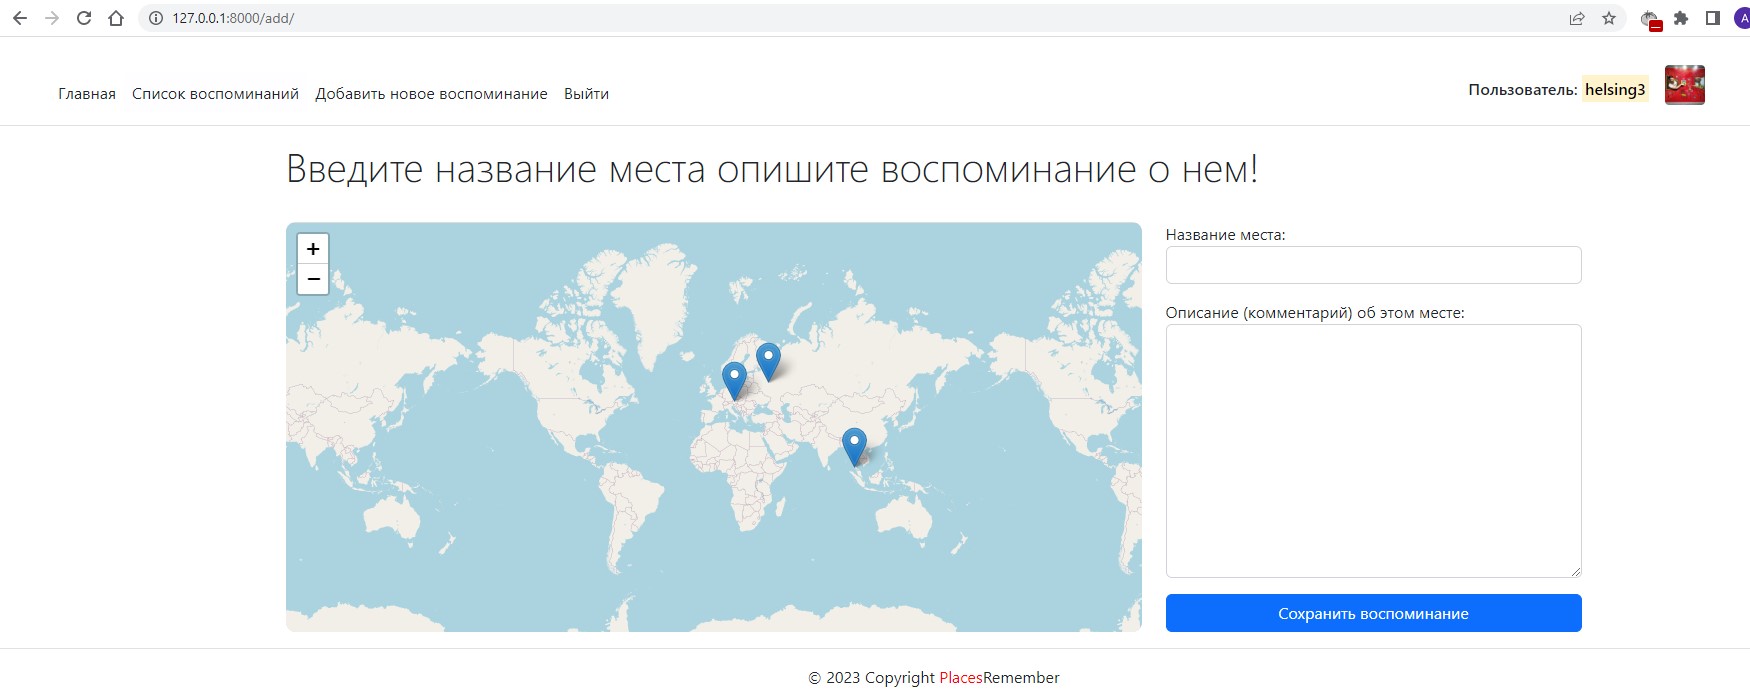 127.0.0.1:8000/add/
A
Главная Список воспоминаний Добавить новое воспоминание Выйти
Пользователь: helsing3
Введите название места опишите воспоминание о нем!
+
−
Название места:
Описание (комментарий) об этом месте:
Сохранить воспоминание
© 2023 Copyright PlacesRemember